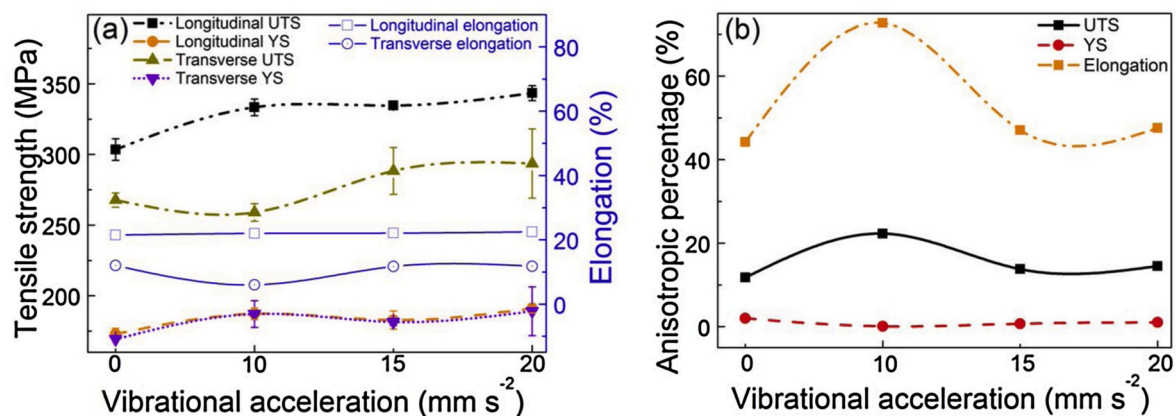 (a)
Longitudinal UTS
Longitudinal YS
Transverse UTS
Transverse YS
Longitudinal elongation
Transverse elongation
Tensile strength (MPa)
350
300
250
200
Elongation (%)
80
60
40
20
0
0 10 15 20
Vibrational acceleration (mm s-2)
(b)
UTS
YS
Elongation
Anisotropic percentage (%)
60
40
20
0
0 10 15 20
Vibrational acceleration (mm s-2)